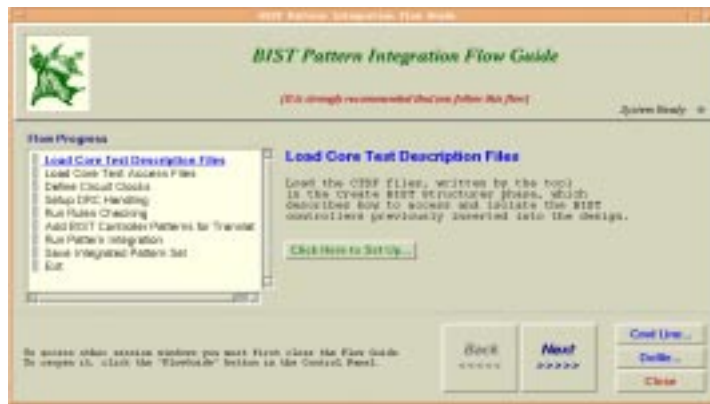 BIST Pattern Integration Flow Guide
BIST Pattern Integration Flow Guide
(It is strongly recommended that you follow this flow)
System Ready
Flow Progress
Load Core Test Description Files
Load Core Test Access Files
Define Circuit Clocks
Setup DRC Handling
Run Rules Checking
Add BIST Controller Patterns for Translat
Run Pattern Integration
Save Integrated Pattern Set
Exit
Load Core Test Description Files
Load the CTDF files, written by the tool
in the Create BIST Structures phase, which
describes how to access and isolate the BIST
controllers previously inserted into the design.
Click Here to Set Up...
To access other session windows you must first close the Flow Guide.
To reopen it, click the "FlowGuide" button in the Control Panel.
Back
<<<<<
Next
>>>>>
Cmd Line...
Dofile...
Close